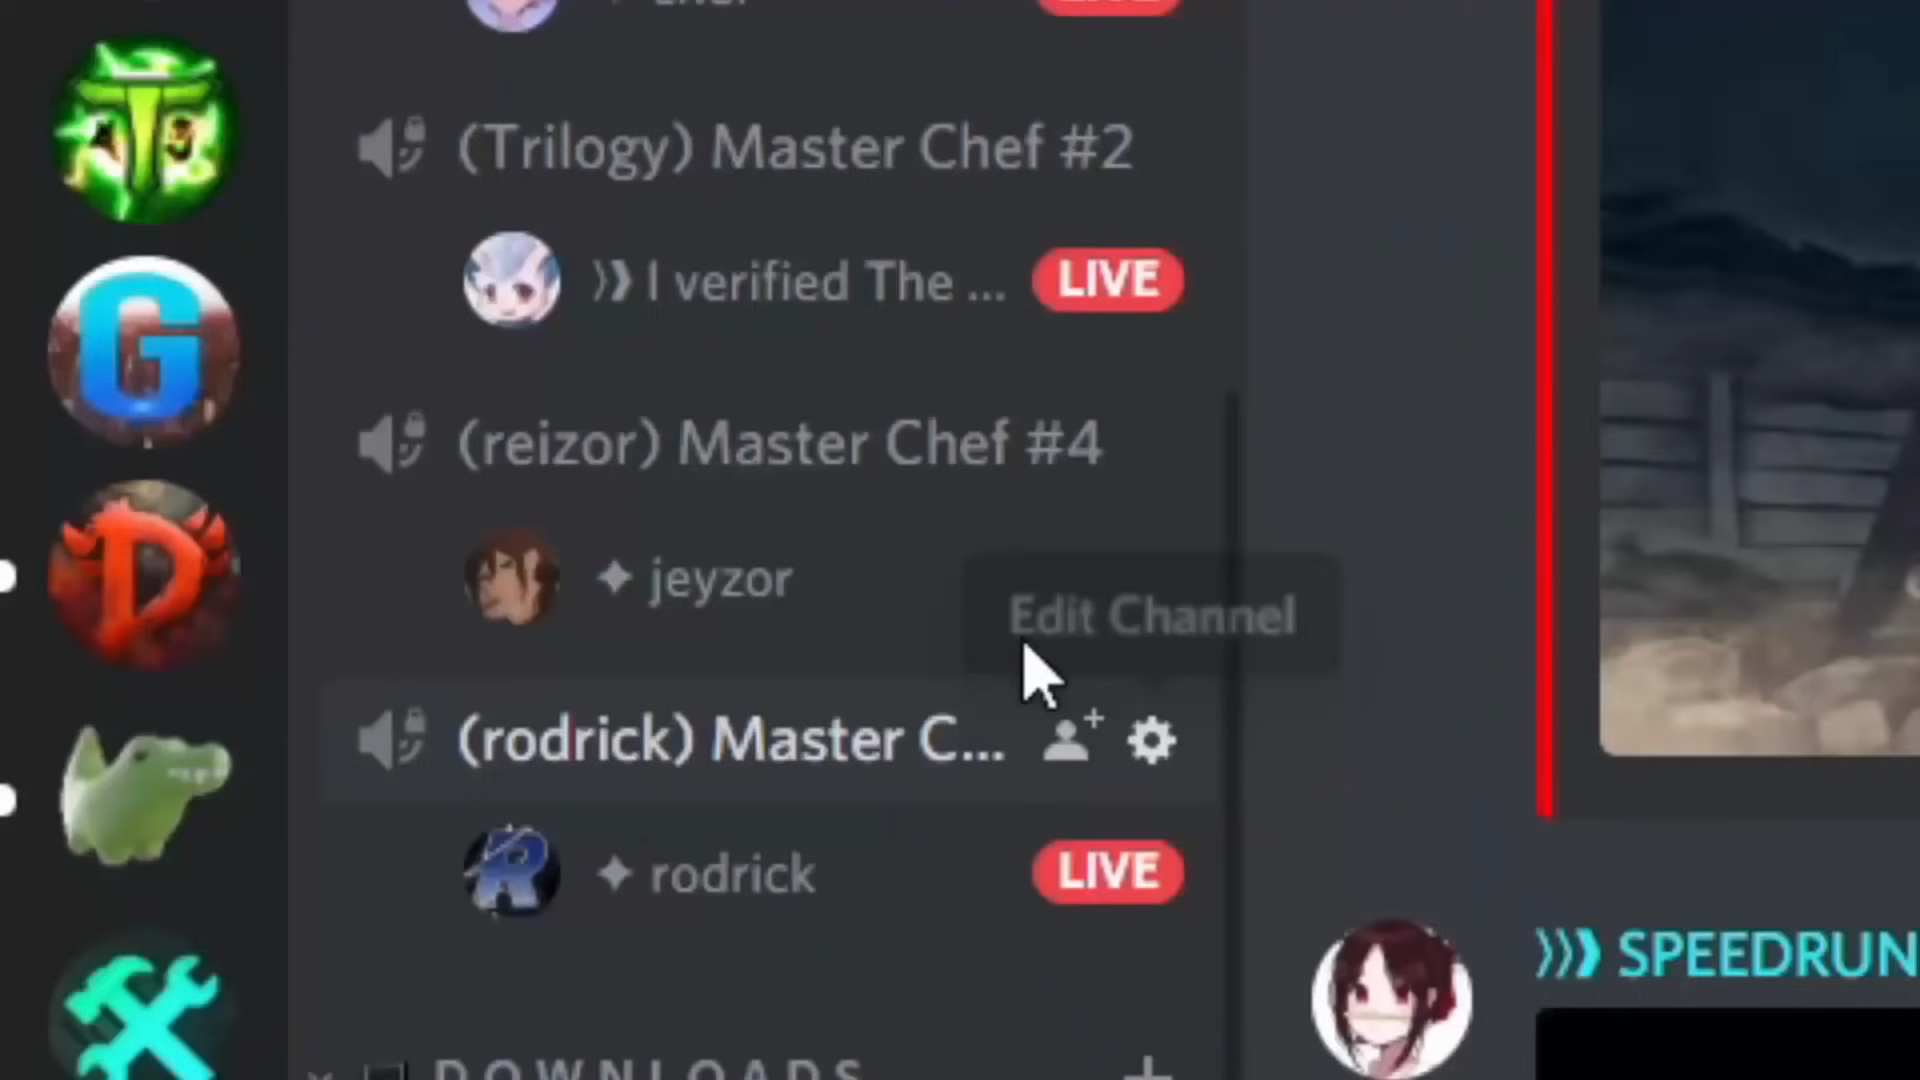 LIVE
(Trilogy) Master Chef #2
I verified The ... LIVE
(reizor) Master Chef #4
jeyzor
Edit Channel
(rodrick) Master C...
rodrick LIVE
SPEEDRUN
DOWNLOADS
G
D
R